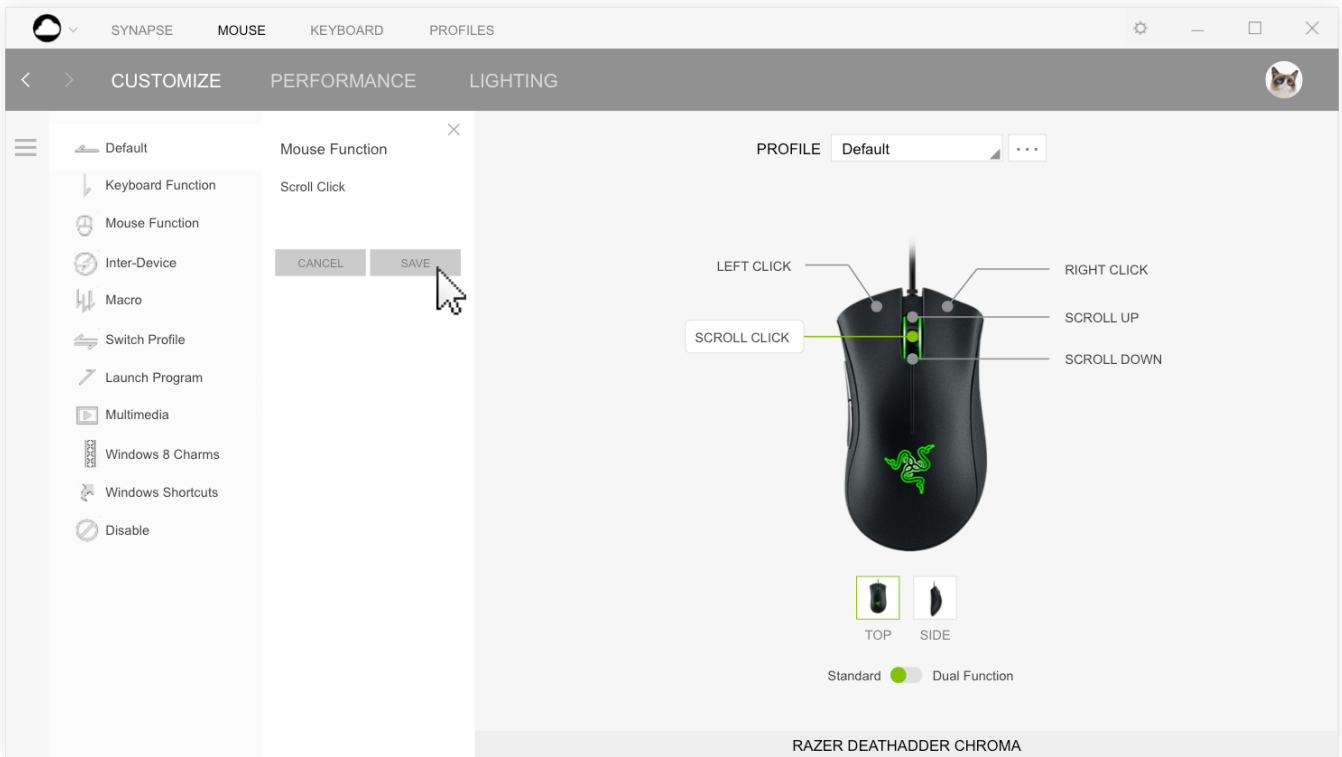 SYNAPSE MOUSE KEYBOARD PROFILES
CUSTOMIZE PERFORMANCE LIGHTING
Default
Keyboard Function
Mouse Function
Inter-Device
Macro
Switch Profile
Launch Program
Multimedia
Windows 8 Charms
Windows Shortcuts
Disable
Mouse Function
Scroll Click
CANCEL SAVE
PROFILE Default
LEFT CLICK
RIGHT CLICK
SCROLL UP
SCROLL CLICK
SCROLL DOWN
TOP SIDE
Standard Dual Function
RAZER DEATHADDER CHROMA